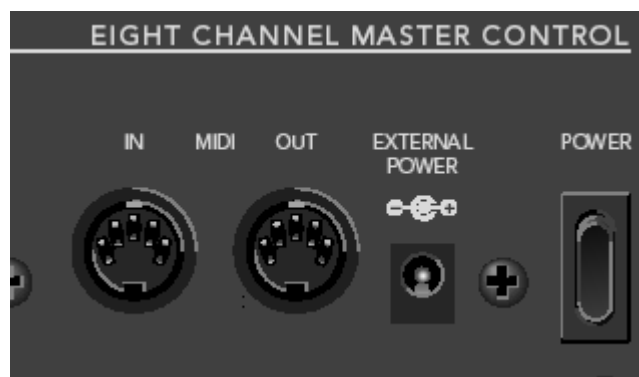 EIGHT CHANNEL MASTER CONTROL
IN MIDI OUT EXTERNAL POWER
POWER